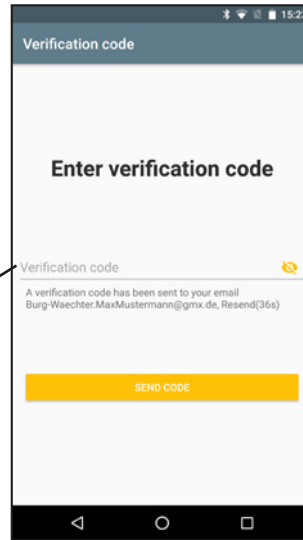 15:23
Verification code
Enter verification code
Verification code
A verification code has been sent to your email
Burg-Waechter.MaxMustermann@gmx.de, Resend(36s)
SEND CODE